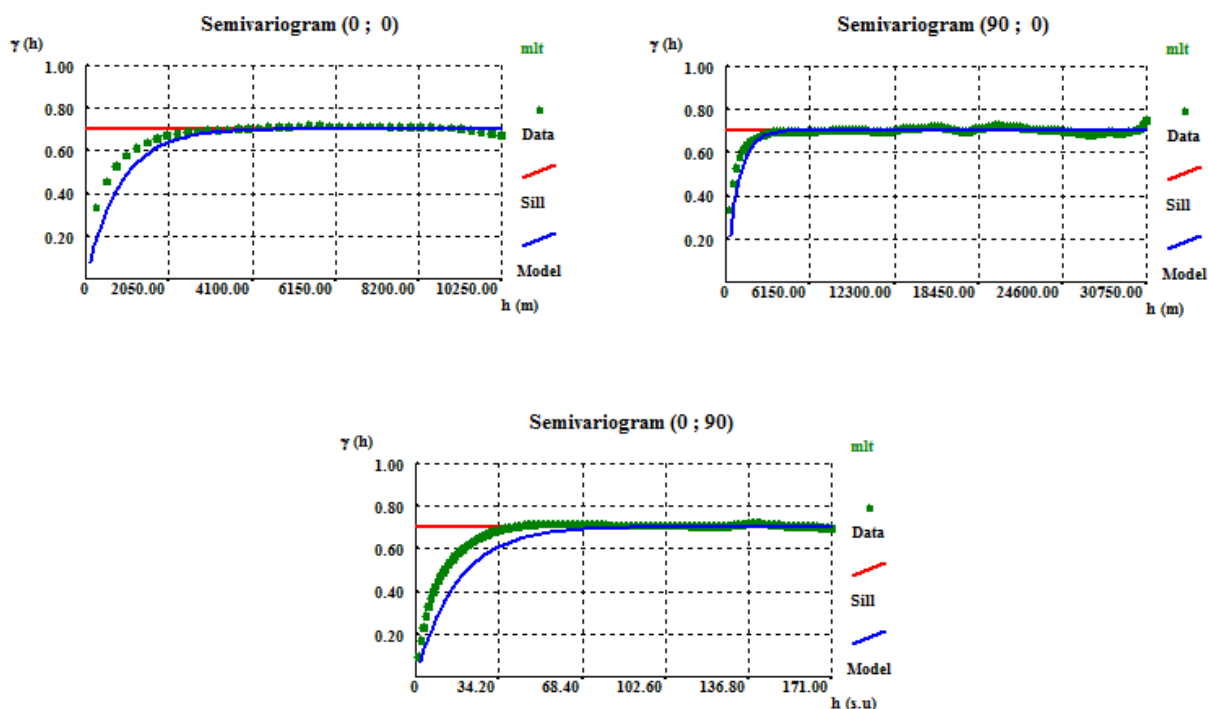 Semivariogram (0 ; 0)
γ (h)
mlt
1.00
0.80
0.60
0.40
0.20
Data
Sill
Model
0 2050.00 4100.00 6150.00 8200.00 10250.00
h (m)
Semivariogram (90 ; 0)
γ (h)
mlt
1.00
0.80
0.60
0.40
0.20
Data
Sill
Model
0 6150.00 12300.00 18450.00 24600.00 30750.00
h (m)
Semivariogram (0 ; 90)
γ (h)
mlt
1.00
0.80
0.60
0.40
0.20
Data
Sill
Model
0 34.20 68.40 102.60 136.80 171.00
h (s.u)